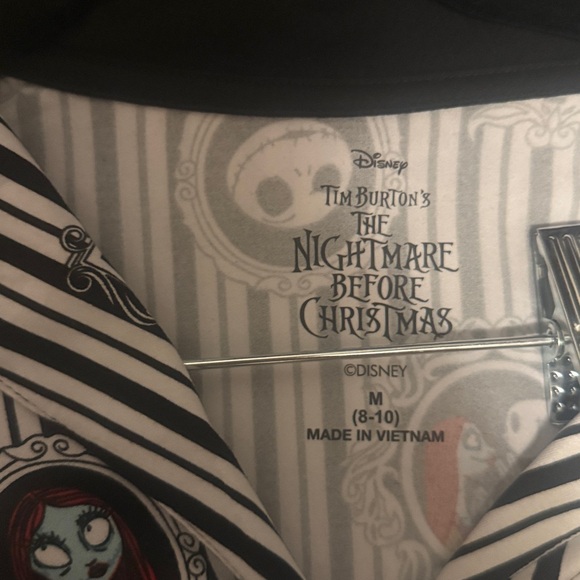 Disney
TIM BURTON'S
THE
NIGHTMARE
BEFORE
CHRISTMAS
©DISNEY
M
(8-10)
MADE IN VIETNAM